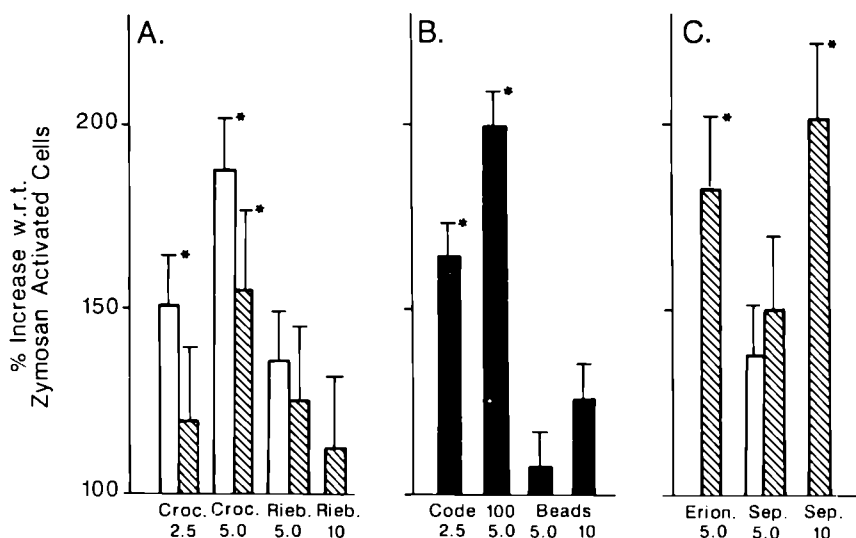 A.
B.
C.
% Increase w.r.t.
Zymosan Activated Cells
200
150
100
Croc. Croc. Rieb. Rieb.
2.5 5.0 5.0 10
Code 100 Beads
2.5 5.0 5.0 10
Erion. Sep. Sep.
5.0 5.0 10
*
*
*
*
*
*
*